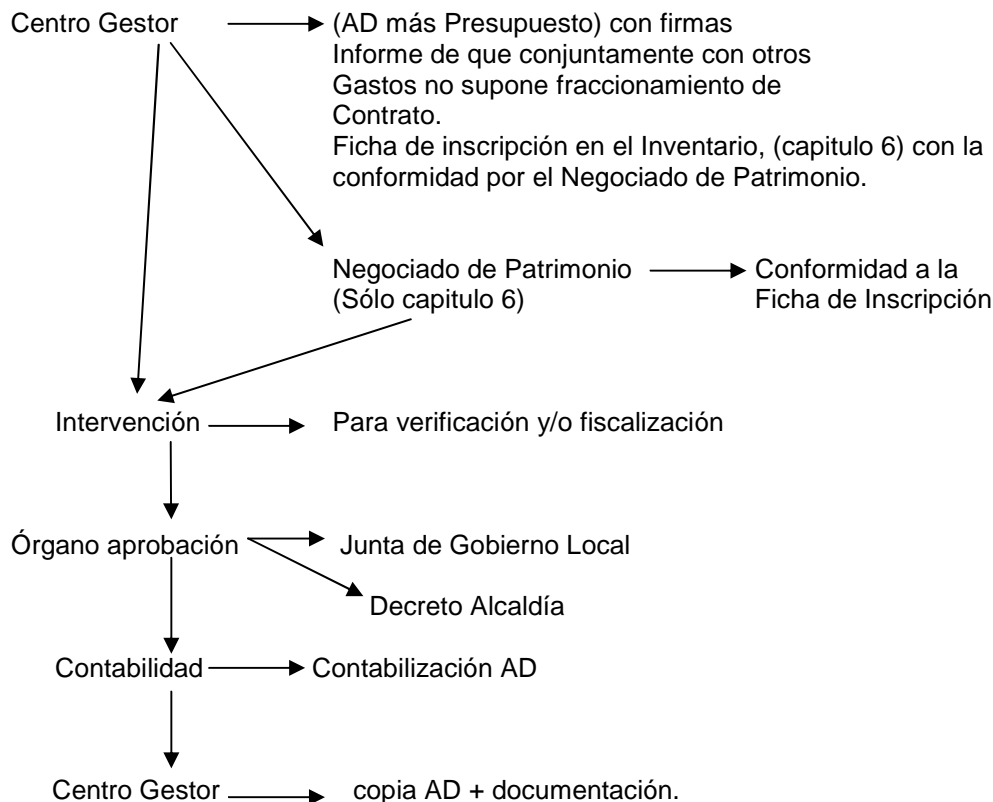 Centro Gestor
(AD más Presupuesto) con firmas
Informe de que conjuntamente con otros
Gastos no supone fraccionamiento de
Contrato.
Ficha de inscripción en el Inventario, (capitulo 6) con la
conformidad por el Negociado de Patrimonio.
Negociado de Patrimonio
(Sólo capitulo 6)
Conformidad a la
Ficha de Inscripción
Intervención
Para verificación y/o fiscalización
Órgano aprobación
Junta de Gobierno Local
Decreto Alcaldía
Contabilidad
Contabilización AD
Centro Gestor
copia AD + documentación.